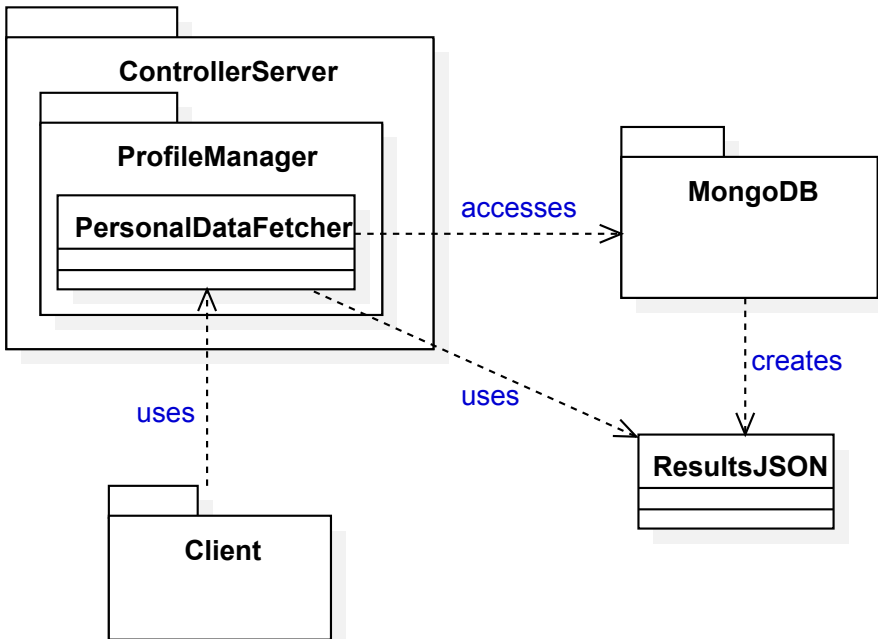 ControllerServer
ProfileManager
PersonalDataFetcher
accesses
MongoDB
uses
uses
creates
ResultsJSON
Client